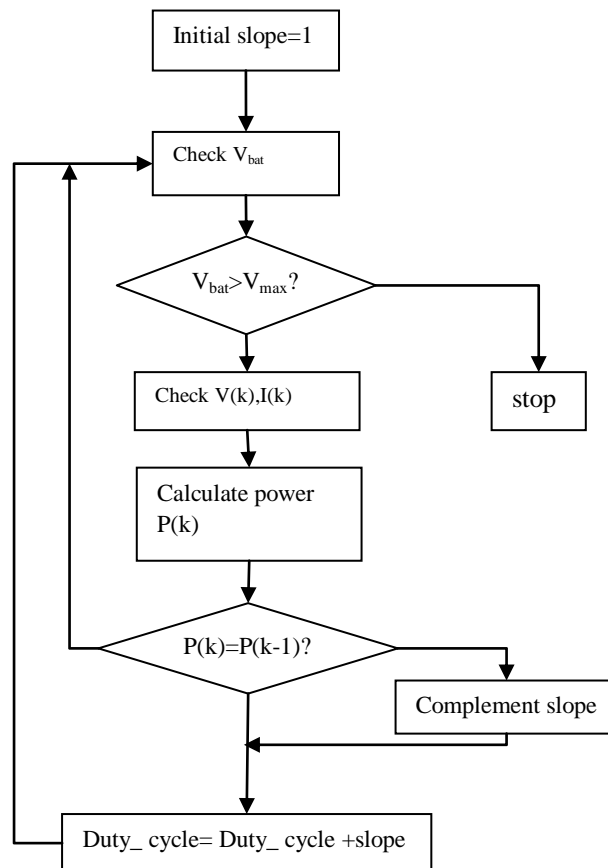 Initial slope=1
Check Vbat
Vbat>Vmax?
Check V(k),I(k)
stop
Calculate power
P(k)
P(k)=P(k-1)?
Complement slope
Duty_ cycle= Duty_ cycle +slope